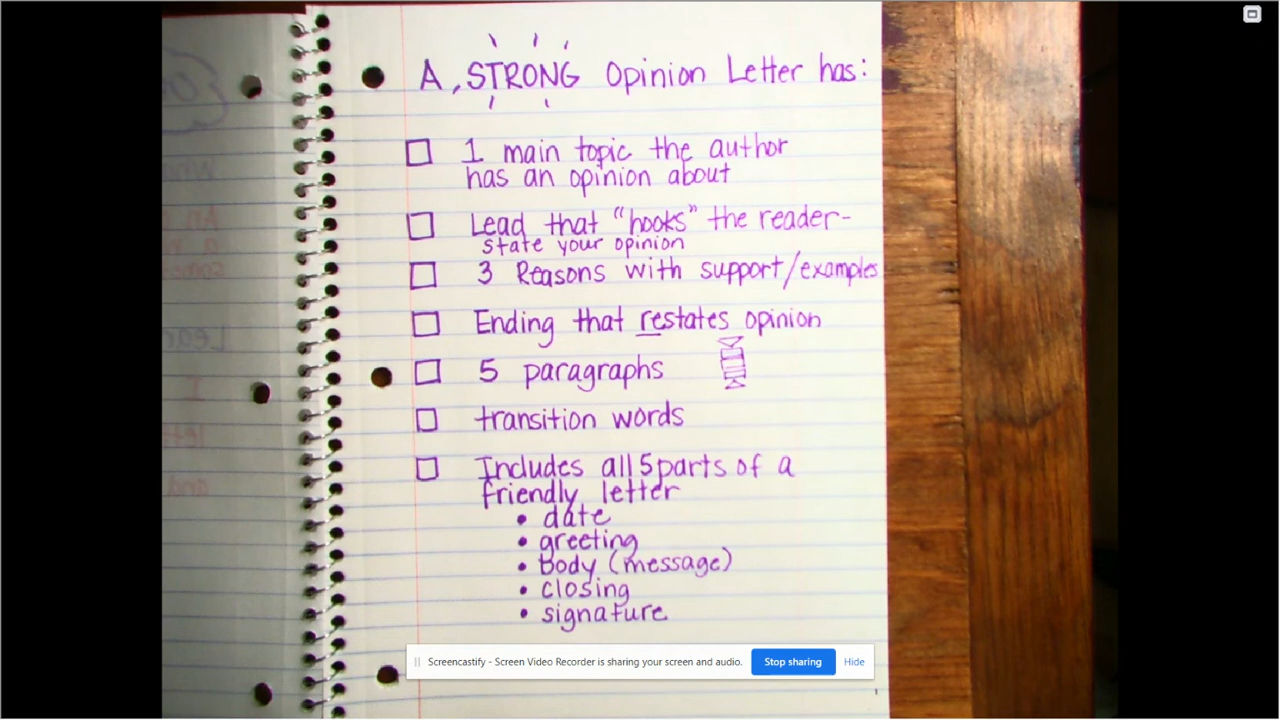 A STRONG Opinion Letter has:
1 main topic the author
has an opinion about
Lead that "hooks" the reader-
state your opinion
3 Reasons with support/examples
Ending that restates opinion
5 paragraphs
transition words
Includes all 5 parts of a
friendly letter
• date
• greeting
• body (message)
• closing
• signature
Screencastify - Screen Video Recorder is sharing your screen and audio. Stop sharing Hide